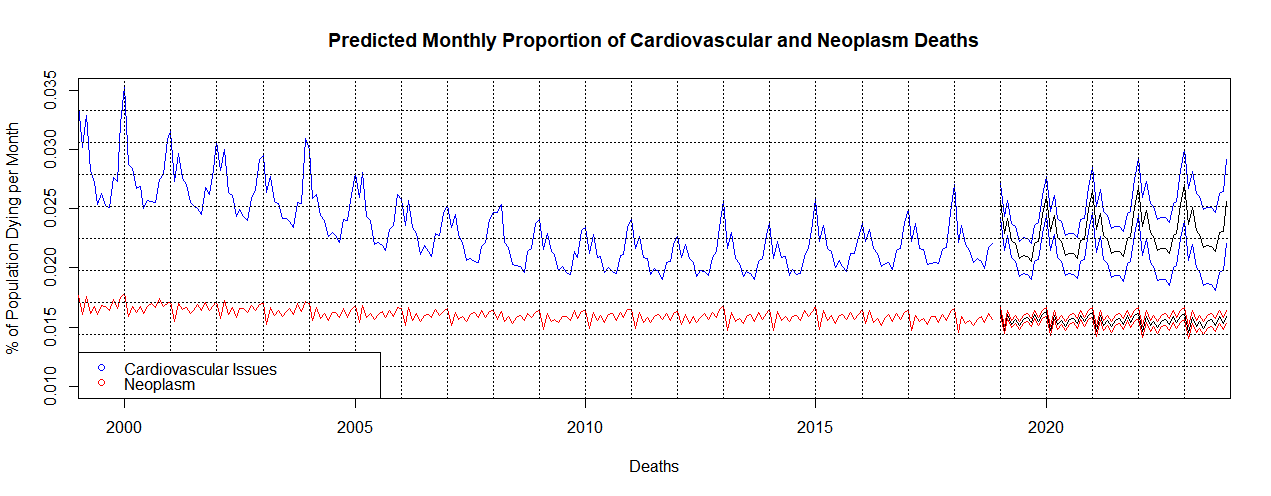 Predicted Monthly Proportion of Cardiovascular and Neoplasm Deaths
% of Population Dying per Month
0.035
0.030
0.025
0.020
0.015
0.010
Cardiovascular Issues
Neoplasm
2000 2005 2010 2015 2020
Deaths